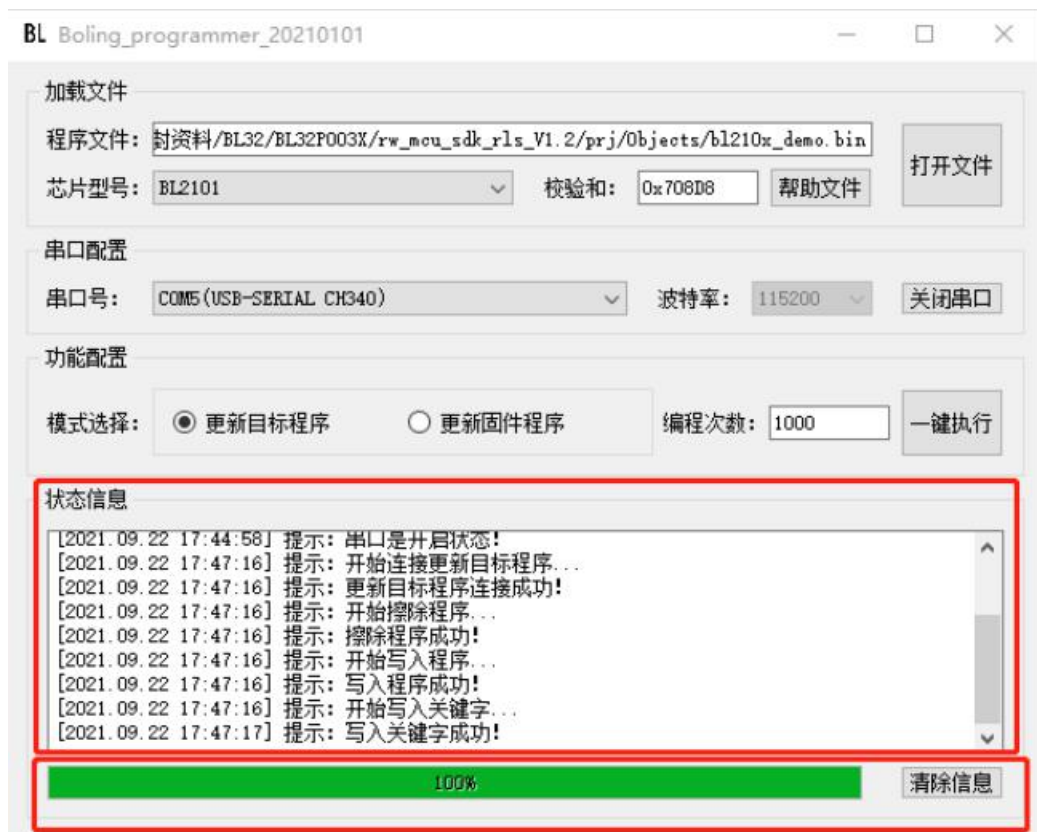 BL Boling_programmer_20210101
加载文件
程序文件: 封资料/BL32/BL32P003X/rw_mcu_sdk_rls_V1.2/prj/Objects/bl210x_demo.bin
打开文件
芯片型号: BL2101 校验和: 0x708D8 帮助文件
串口配置
串口号: COM5(USB-SERIAL CH340) 波特率: 115200 关闭串口
功能配置
模式选择: 更新目标程序 更新固件程序 编程次数: 1000 一键执行
状态信息
[2021.09.22 17:44:58] 提示: 串口是开启状态!
[2021.09.22 17:47:16] 提示: 开始连接更新目标程序...
[2021.09.22 17:47:16] 提示: 更新目标程序连接成功!
[2021.09.22 17:47:16] 提示: 开始擦除程序...
[2021.09.22 17:47:16] 提示: 擦除程序成功!
[2021.09.22 17:47:16] 提示: 开始写入程序...
[2021.09.22 17:47:16] 提示: 写入程序成功!
[2021.09.22 17:47:16] 提示: 开始写入关键字...
[2021.09.22 17:47:17] 提示: 写入关键字成功!
100% 清除信息